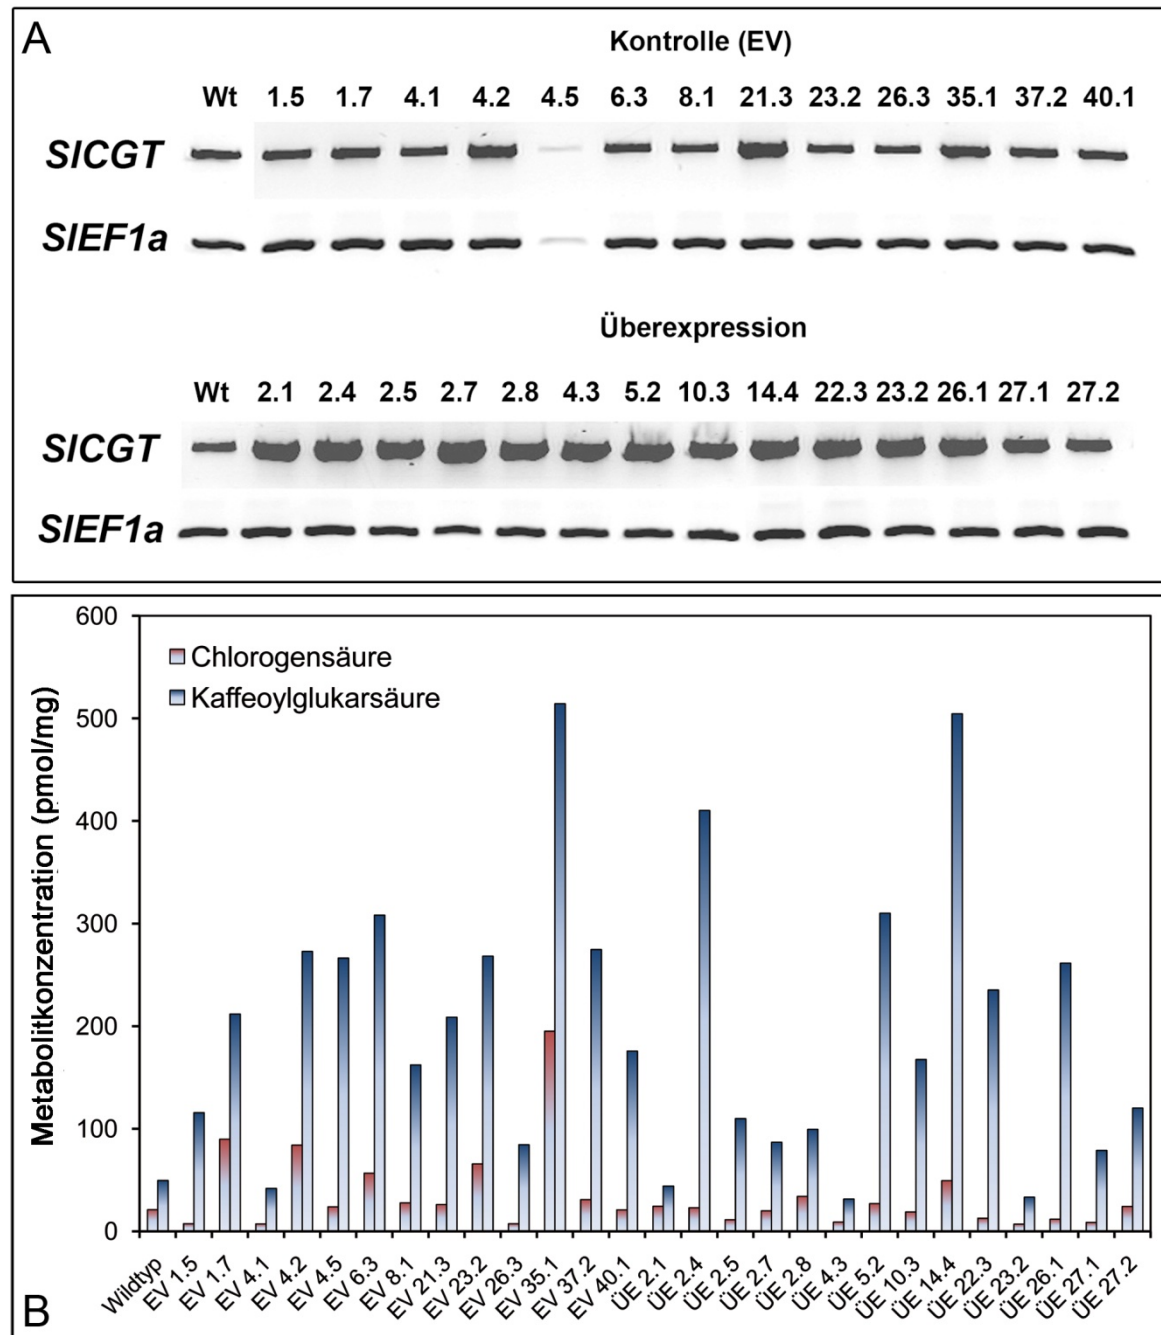 A
Kontrolle (EV)
Wt 1.5 1.7 4.1 4.2 4.5 6.3 8.1 21.3 23.2 26.3 35.1 37.2 40.1
SlCGT
SlEF1a
Überexpression
Wt 2.1 2.4 2.5 2.7 2.8 4.3 5.2 10.3 14.4 22.3 23.2 26.1 27.1 27.2
SlCGT
SlEF1a
600
500
400
300
200
100
0
Metabolitkonzentration (pmol/mg)
Chlorogensäure
Kaffeoylglukarsäure
Wildtyp
EV 1.5
EV 1.7
EV 4.1
EV 4.2
EV 4.5
EV 6.3
EV 8.1
EV 21.3
EV 23.2
EV 26.3
EV 35.1
EV 37.2
EV 40.1
ÜE 2.1
ÜE 2.4
ÜE 2.5
ÜE 2.7
ÜE 2.8
ÜE 4.3
ÜE 5.2
ÜE 10.3
ÜE 14.4
ÜE 22.3
ÜE 23.2
ÜE 26.1
ÜE 27.1
ÜE 27.2
B